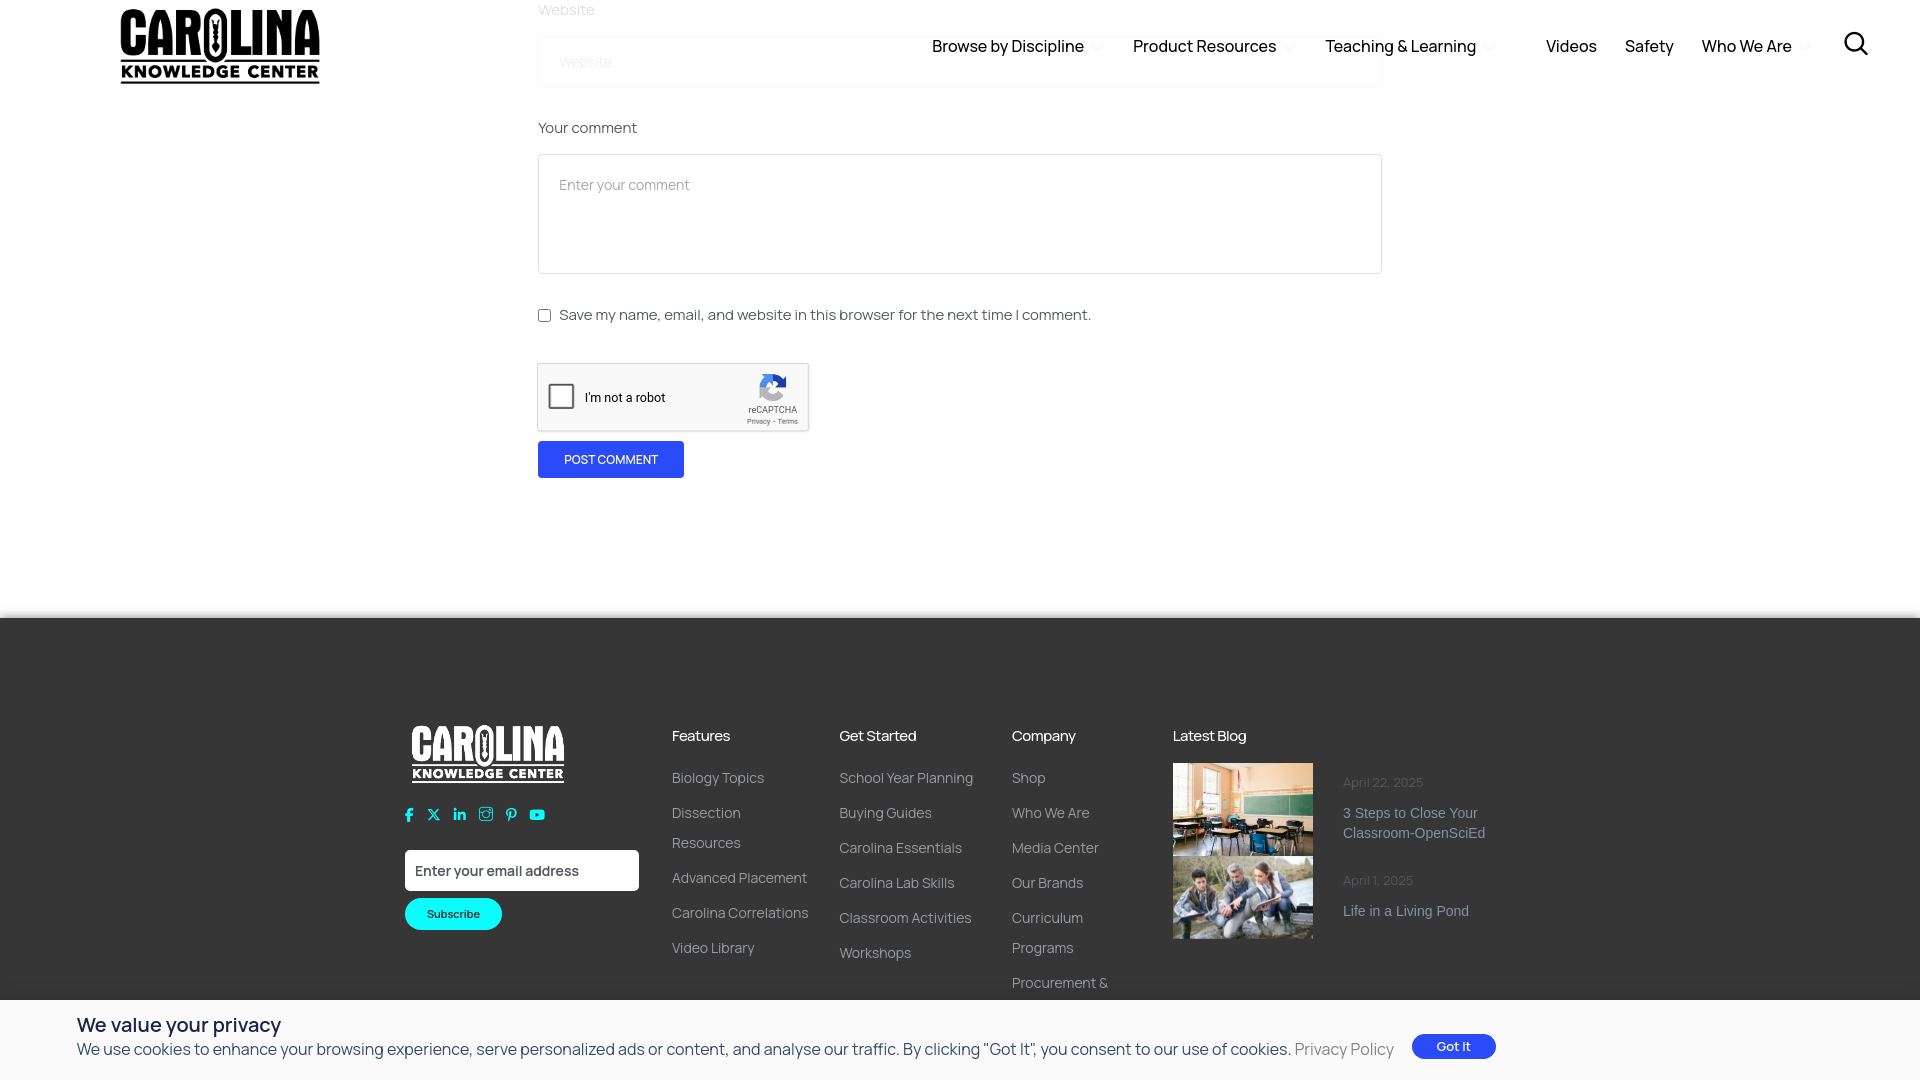 Website
CAROLINA
KNOWLEDGE CENTER
Browse by Discipline
Product Resources
Teaching & Learning
Videos
Safety
Who We Are
Website
Your comment
Enter your comment
Save my name, email, and website in this browser for the next time I comment.
I'm not a robot
reCAPTCHA
Privacy - Terms
POST COMMENT
CAROLINA
KNOWLEDGE CENTER
Enter your email address
Subscribe
Features
Biology Topics
Dissection
Resources
Advanced Placement
Carolina Correlations
Video Library
Get Started
School Year Planning
Buying Guides
Carolina Essentials
Carolina Lab Skills
Classroom Activities
Workshops
Company
Shop
Who We Are
Media Center
Our Brands
Curriculum
Programs
Procurement &
Latest Blog
April 22, 2025
3 Steps to Close Your
Classroom-OpenSciEd
April 1, 2025
Life in a Living Pond
We value your privacy
We use cookies to enhance your browsing experience, serve personalized ads or content, and analyse our traffic. By clicking "Got It", you consent to our use of cookies. Privacy Policy
Got It